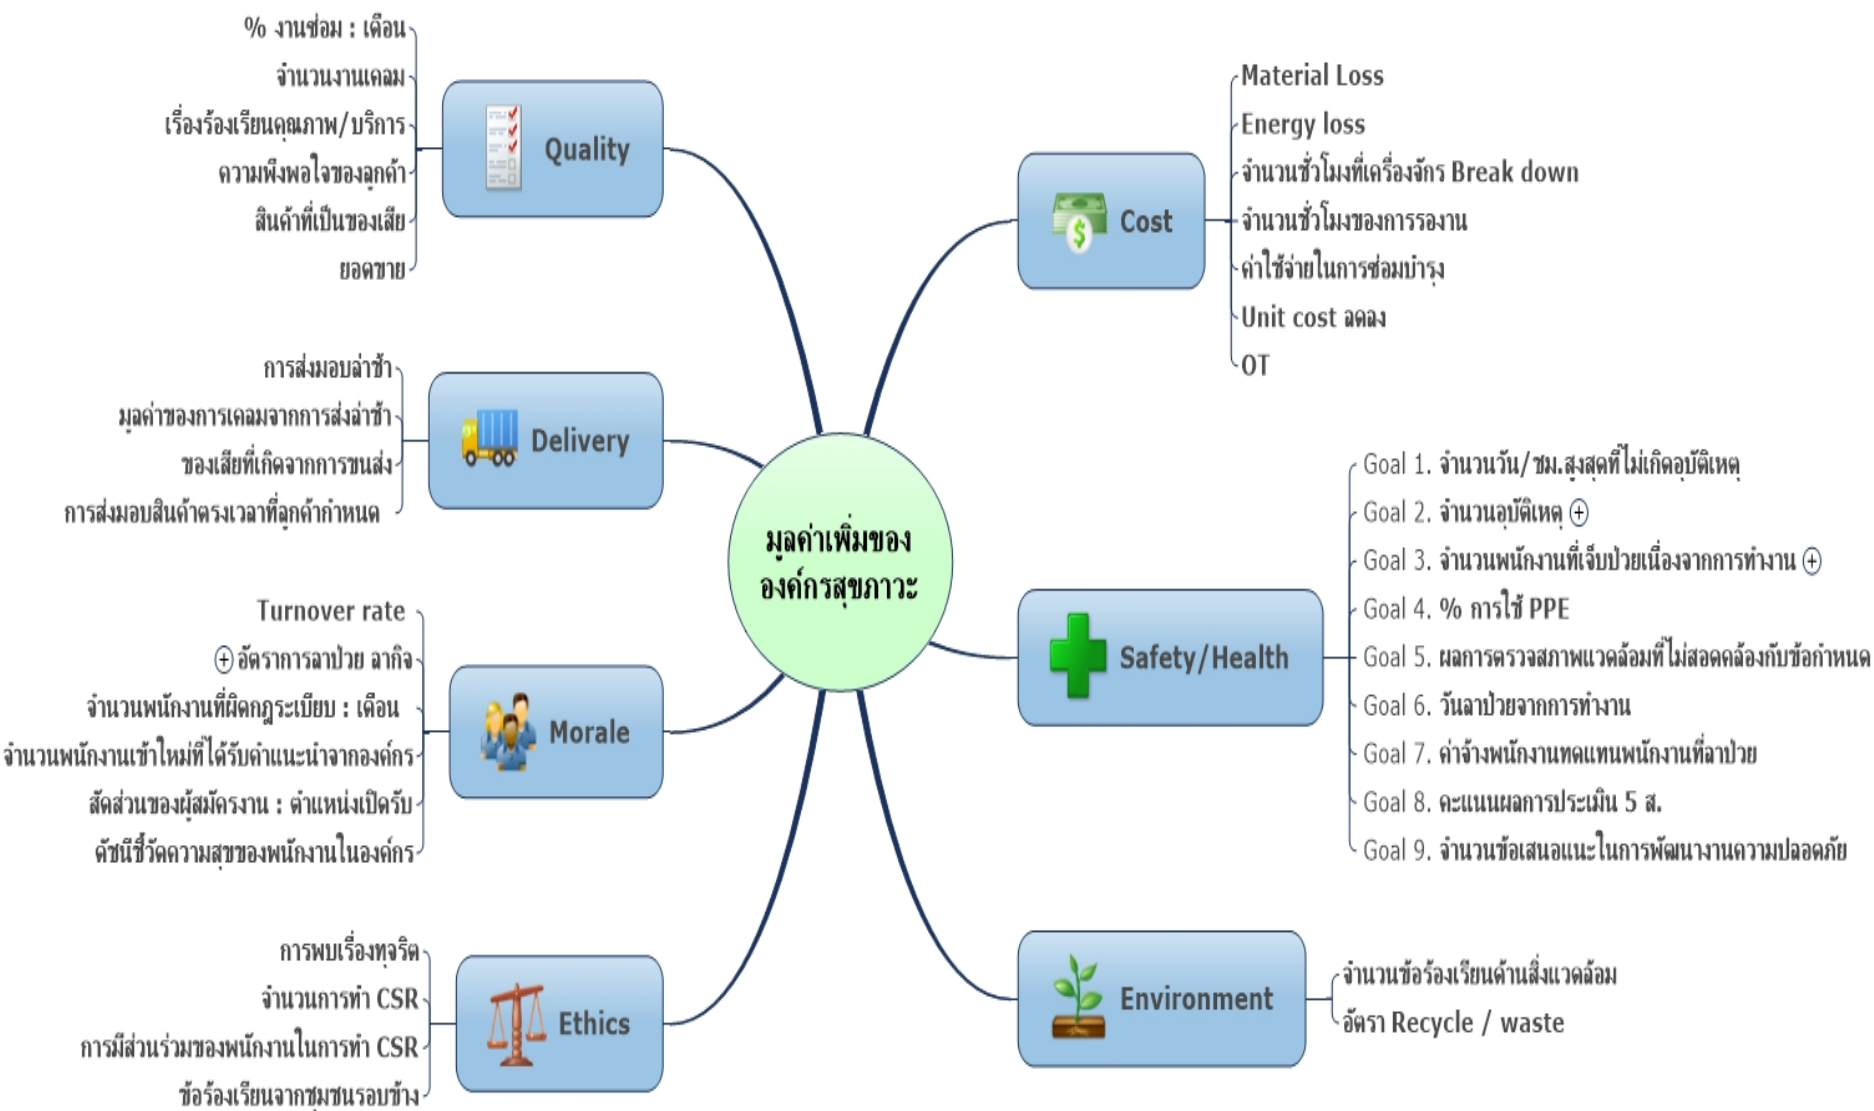 % งานซ่อม : เดือน
จำนวนงานเคลม
เรื่องร้องเรียนคุณภาพ/บริการ
ความพึงพอใจของลูกค้า
สินค้าที่เป็นของเสีย
ยอดขาย
Quality
การส่งมอบล่าช้า
มูลค่าของการเคลมจากการส่งล่าช้า
ของเสียที่เกิดจากการขนส่ง
การส่งมอบสินค้าตรงเวลาที่ลูกค้ากำหนด
Delivery
Turnover rate
อัตราการลาป่วย ลากิจ
จำนวนพนักงานที่ผิดกฎระเบียบ : เดือน
จำนวนพนักงานเข้าใหม่ที่ได้รับคำแนะนำจากองค์กร
สัดส่วนของผู้สมัครงาน : ตำแหน่งเปิดรับ
ดัชนีชี้วัดความสุขของพนักงานในองค์กร
Morale
การพบเรื่องทุจริต
จำนวนการทำ CSR
การมีส่วนร่วมของพนักงานในการทำ CSR
ข้อร้องเรียนจากชุมชนรอบข้าง
Ethics
มูลค่าเพิ่มของ
องค์กรสุขภาวะ
Cost
Material Loss
Energy loss
จำนวนชั่วโมงที่เครื่องจักร Break down
จำนวนชั่วโมงของการรองาน
ค่าใช้จ่ายในการซ่อมบำรุง
Unit cost ลดลง
OT
Safety/Health
Goal 1. จำนวนวัน/ชม.สูงสุดที่ไม่เกิดอุบัติเหตุ
Goal 2. จำนวนอุบัติเหตุ
Goal 3. จำนวนพนักงานที่เจ็บป่วยเนื่องจากการทำงาน
Goal 4. % การใช้ PPE
Goal 5. ผลการตรวจสภาพแวดล้อมที่ไม่สอดคล้องกับข้อกำหนด
Goal 6. วันลาป่วยจากการทำงาน
Goal 7. ค่าจ้างพนักงานทดแทนพนักงานที่ลาป่วย
Goal 8. คะแนนผลการประเมิน 5 ส.
Goal 9. จำนวนข้อเสนอแนะในการพัฒนางานความปลอดภัย
Environment
จำนวนข้อร้องเรียนด้านสิ่งแวดล้อม
อัตรา Recycle / waste